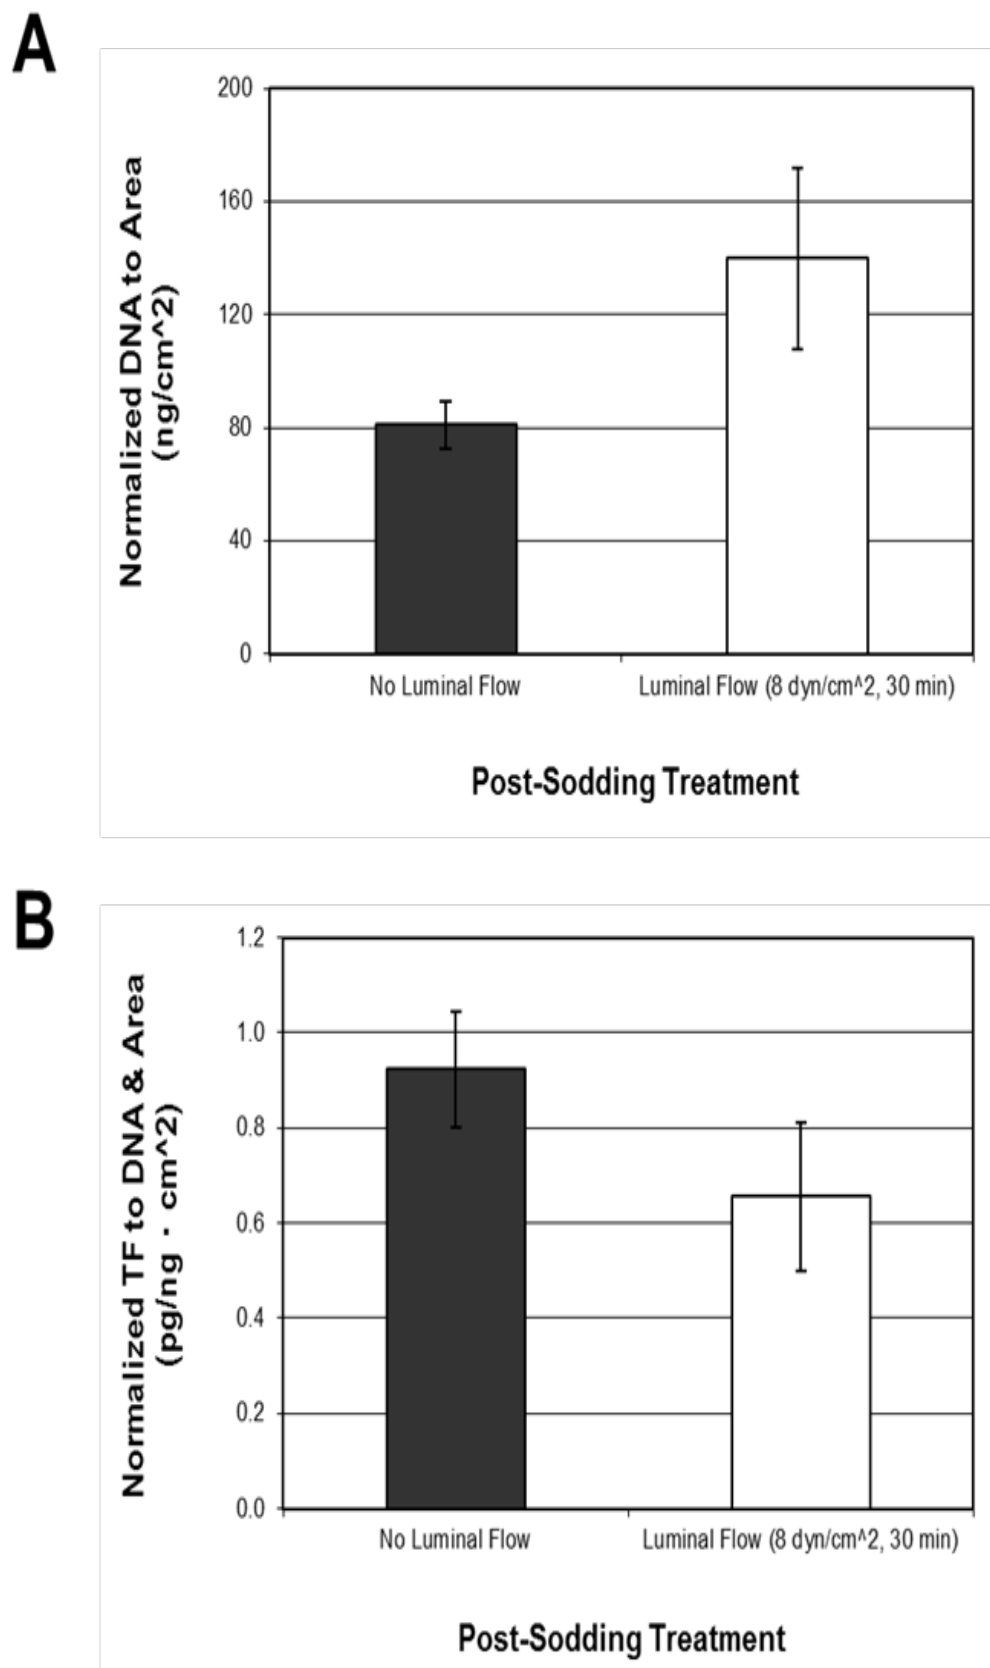 A
Normalized DNA to Area
(ng/cm^2)
200
160
120
80
40
0
No Luminal Flow
Luminal Flow (8 dyn/cm^2, 30 min)
Post-Sodding Treatment
B
Normalized TF to DNA & Area
(pg/ng · cm^2)
1.2
1.0
0.8
0.6
0.4
0.2
0.0
No Luminal Flow
Luminal Flow (8 dyn/cm^2, 30 min)
Post-Sodding Treatment